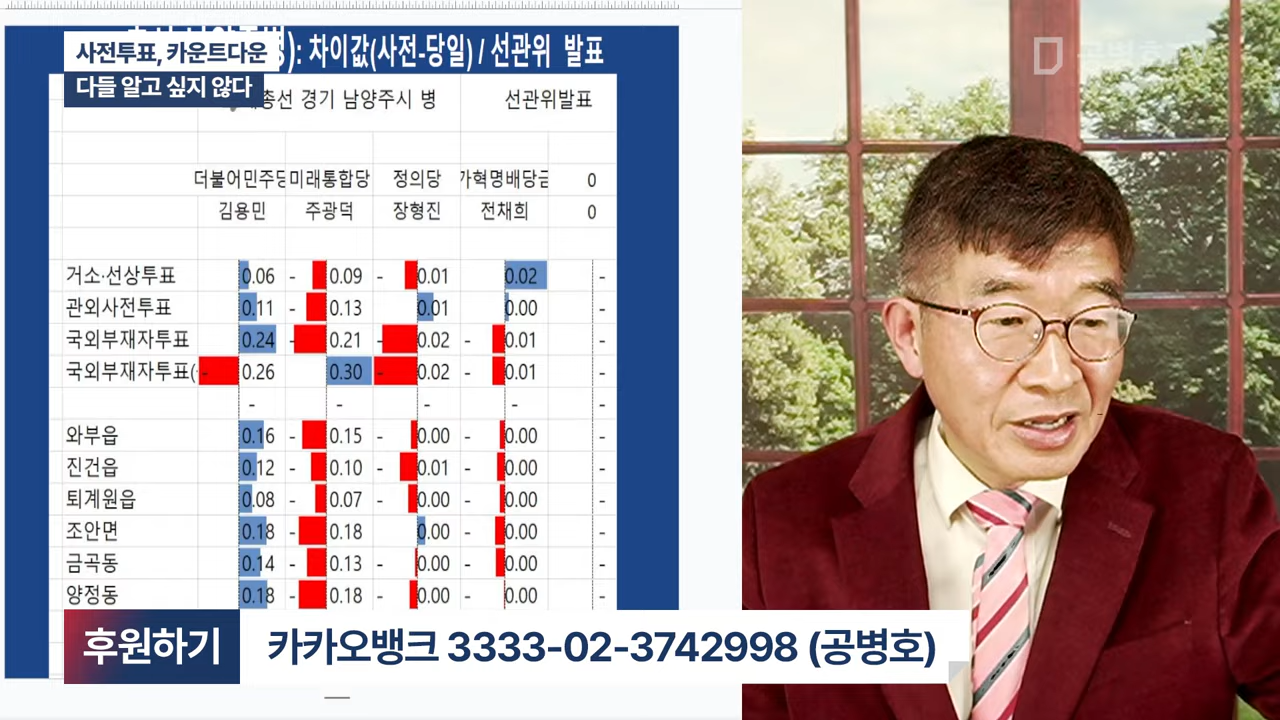 사전투표, 카운트다운
다들 알고 싶지 않다
): 차이값(사전-당일) / 선관위 발표
총선 경기 남양주시 병 선관위발표
더불어민주당 미래통합당 정의당 가혁명배당금 0
김용민 주광덕 장형진 전채희 0
거소·선상투표 0.06 - 0.09 - 0.01 0.02 -
관외사전투표 0.11 - 0.13 0.01 0.00 -
국외부재자투표 0.24 - 0.21 - 0.02 - 0.01 -
국외부재자투표( - 0.26 0.30 - 0.02 - 0.01 -
- - - - -
와부읍 0.16 - 0.15 - 0.00 - 0.00 -
진건읍 0.12 - 0.10 - 0.01 - 0.00 -
퇴계원읍 0.08 - 0.07 - 0.00 - 0.00 -
조안면 0.18 - 0.18 0.00 - 0.00 -
금곡동 0.14 - 0.13 - 0.00 - 0.00 -
양정동 0.18 - 0.18 - 0.00 - 0.00 -
후원하기 카카오뱅크 3333-02-3742998 (공병호)